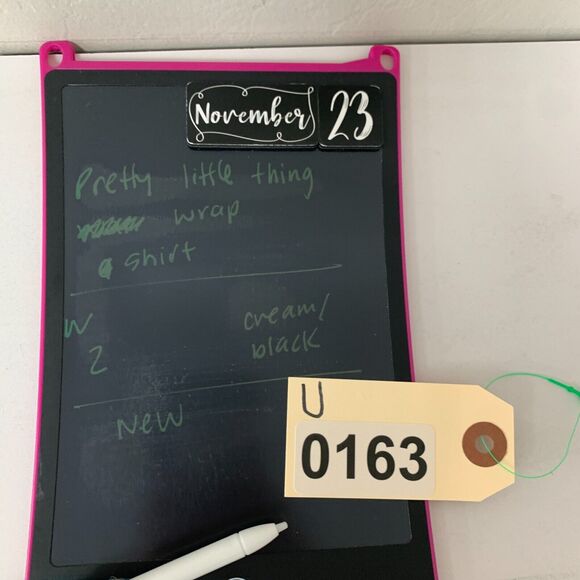 November 23
Pretty little thing
wrap
shirt
W cream/
2 black
New
U
0163